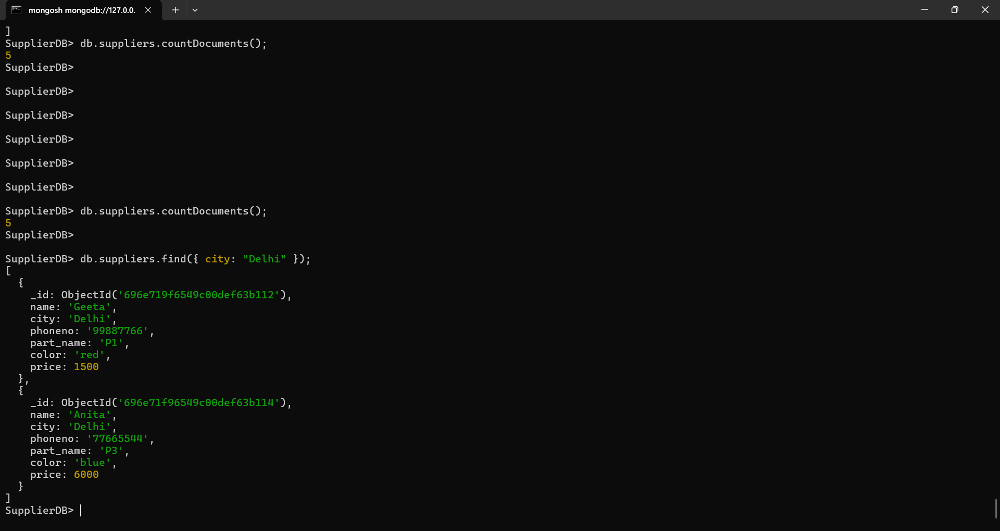 mongosh mongodb://127.0.0.
]
SupplierDB> db.suppliers.countDocuments();
5
SupplierDB>
SupplierDB>
SupplierDB>
SupplierDB>
SupplierDB>
SupplierDB>
SupplierDB> db.suppliers.countDocuments();
5
SupplierDB>
SupplierDB> db.suppliers.find({ city: "Delhi" });
[
  {
    _id: ObjectId('696e719f6549c00def63b112'),
    name: 'Geeta',
    city: 'Delhi',
    phoneno: '99887766',
    part_name: 'P1',
    color: 'red',
    price: 1500
  },
  {
    _id: ObjectId('696e71f96549c00def63b114'),
    name: 'Anita',
    city: 'Delhi',
    phoneno: '77665544',
    part_name: 'P3',
    color: 'blue',
    price: 6000
  }
]
SupplierDB>